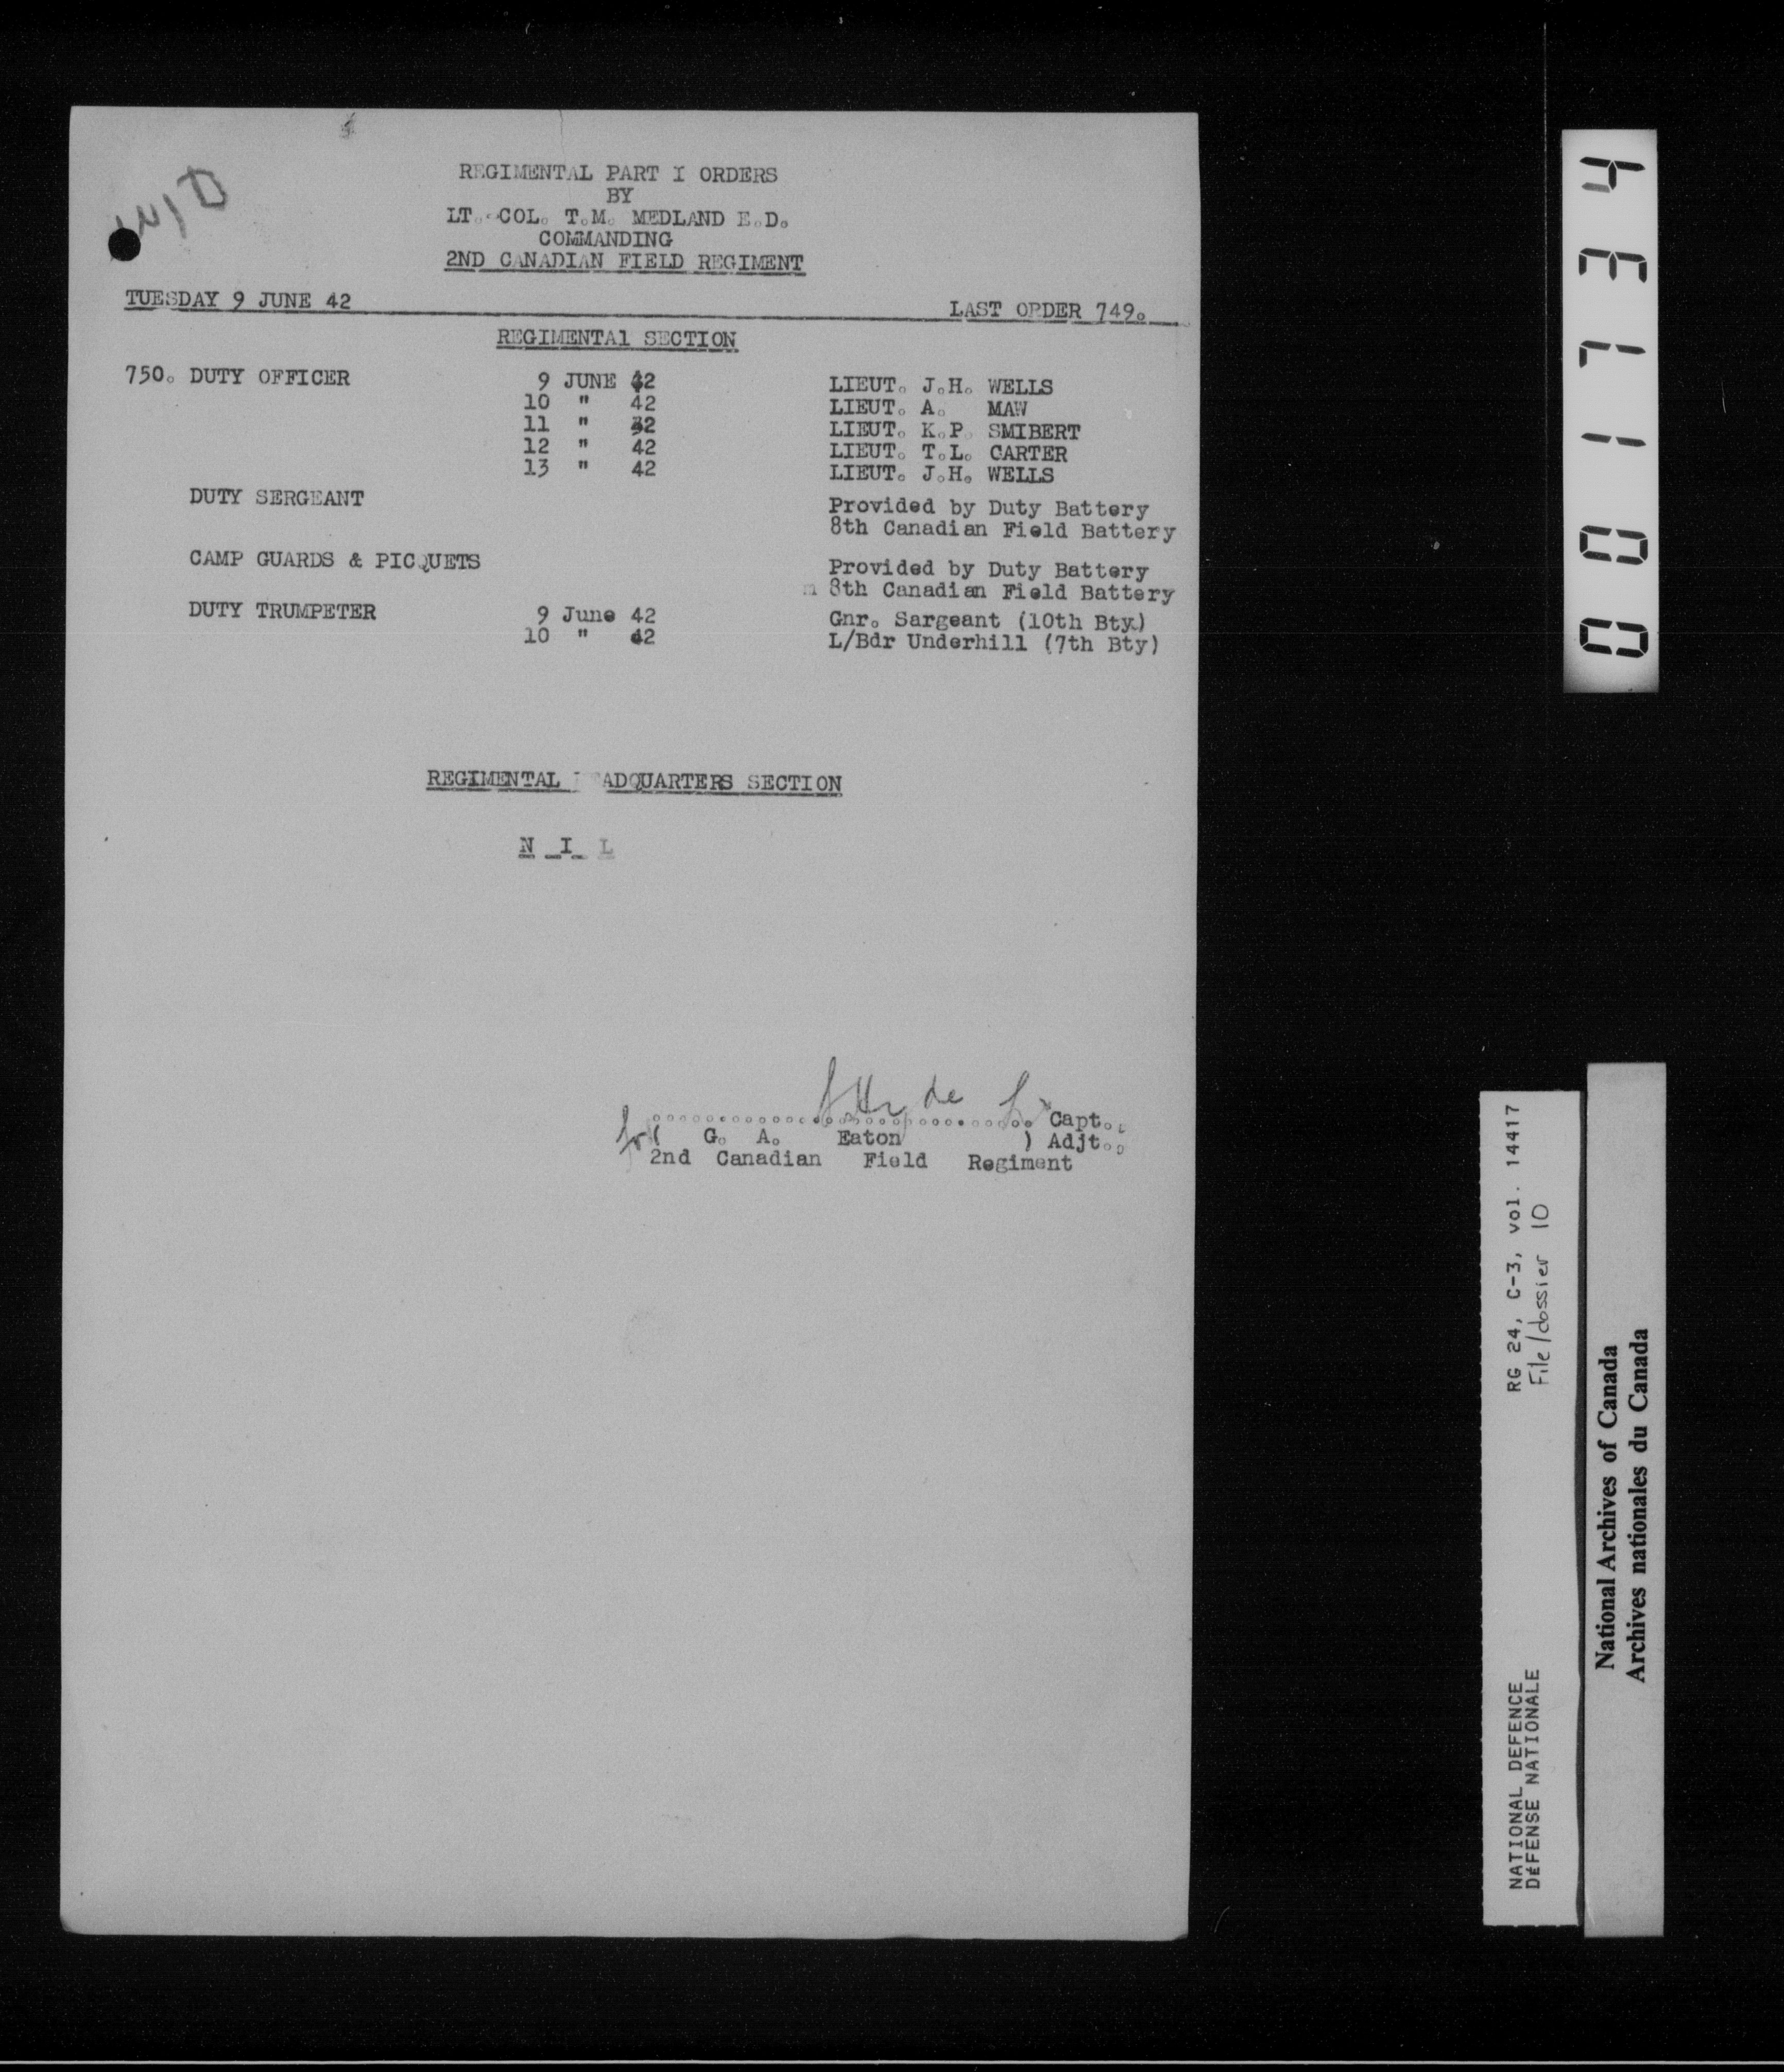 W/D
REGIMENTAL PART I ORDERS
BY
LT.-COL. T.M. MEDLAND E.D.
COMMANDING
2ND CANADIAN FIELD REGIMENT
TUESDAY 9 JUNE 42 LAST ORDER 749.
REGIMENTAl SECTION
750. DUTY OFFICER 9 JUNE 42 LIEUT. J.H. WELLS
10 " 42 LIEUT. A. MAW
11 " 42 LIEUT. K.P. SMIBERT
12 " 42 LIEUT. T.L. CARTER
13 " 42 LIEUT. J.H. WELLS
DUTY SERGEANT Provided by Duty Battery
8th Canadian Field Battery
CAMP GUARDS & PICQUETS Provided by Duty Battery
8th Canadian Field Battery
DUTY TRUMPETER 9 June 42 Gnr. Sargeant (10th Bty.)
10 " 42 L/Bdr Underhill (7th Bty)
REGIMENTAL HEADQUARTERS SECTION
N I L
Capt.,
for ( G. A. Eaton ) Adjt.,
2nd Canadian Field Regiment
001734
RG 24, C-3, vol. 14417
File/dossier 10
NATIONAL DEFENCE
DéFENSE NATIONALE
National Archives of Canada
Archives nationales du Canada